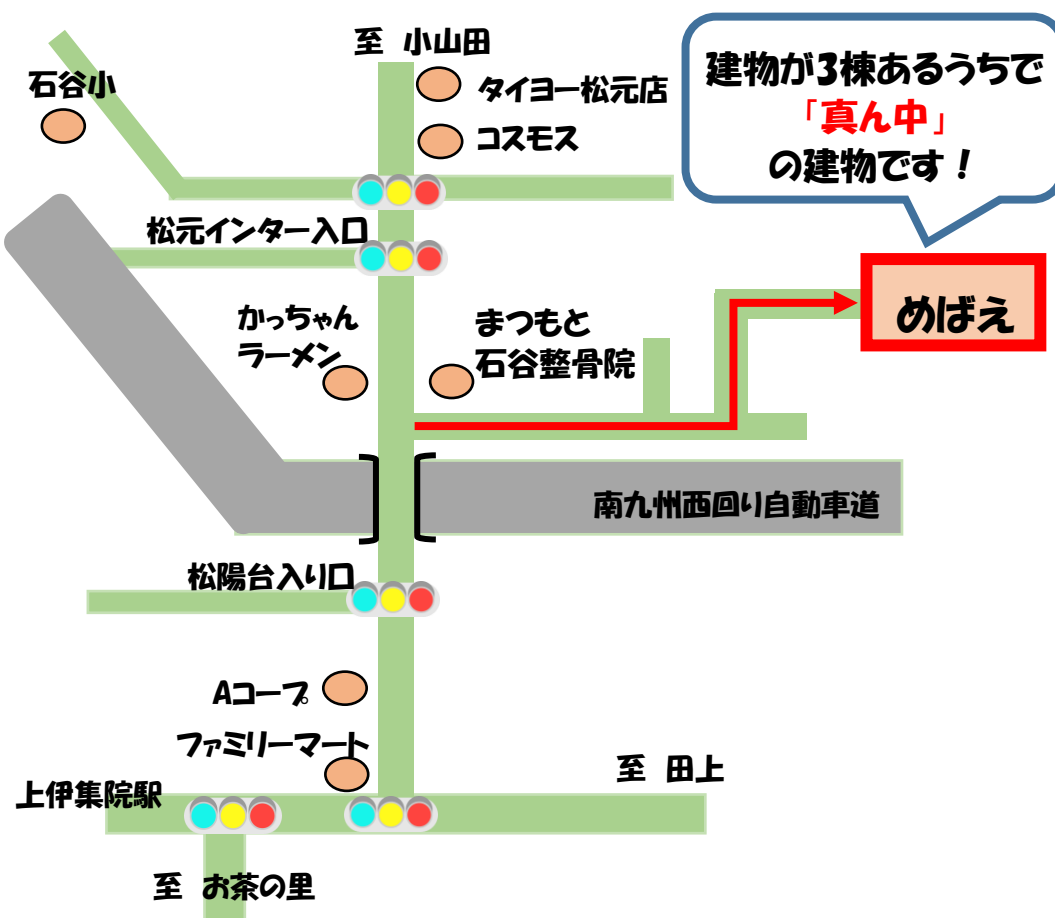 至 小山田
石谷小
タイヨー松元店
コスモス
建物が3棟あるうちで
「真ん中」
の建物です！
松元インター入口
めばえ
かっちゃん
ラーメン
まつもと
石谷整骨院
南九州西回り自動車道
松陽台入り口
Aコープ
ファミリーマート
至 田上
上伊集院駅
至 お茶の里